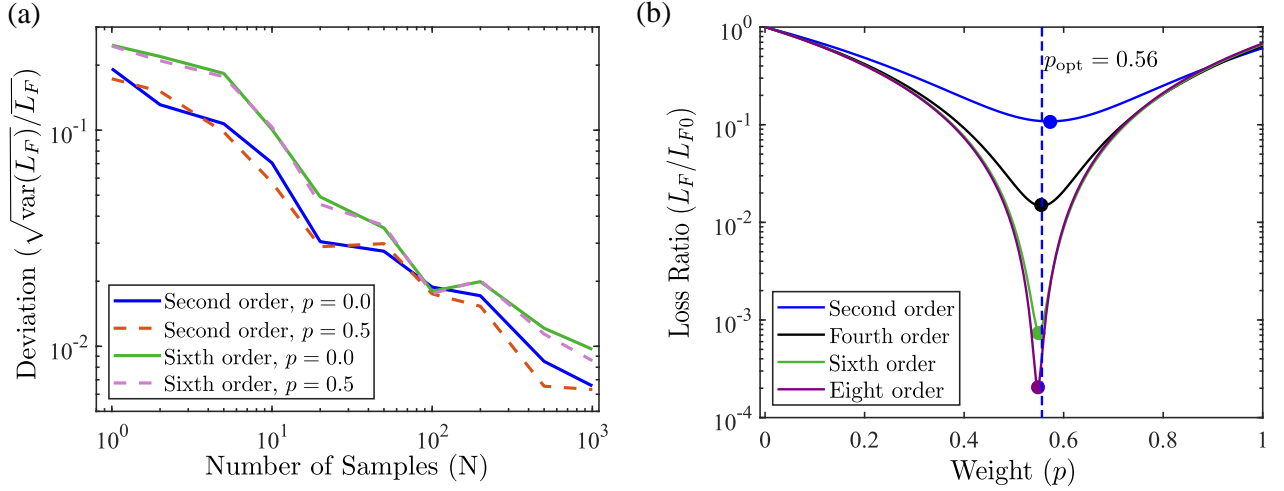 (a)
Deviation (√var(L_F)/L̅_F)
10^-1
10^-2
Second order, p = 0.0
Second order, p = 0.5
Sixth order, p = 0.0
Sixth order, p = 0.5
10^0
10^1
10^2
10^3
Number of Samples (N)
(b)
Loss Ratio (L_F/L_F0)
10^0
10^-1
10^-2
10^-3
10^-4
p_opt = 0.56
Second order
Fourth order
Sixth order
Eight order
0
0.2
0.4
0.6
0.8
1
Weight (p)